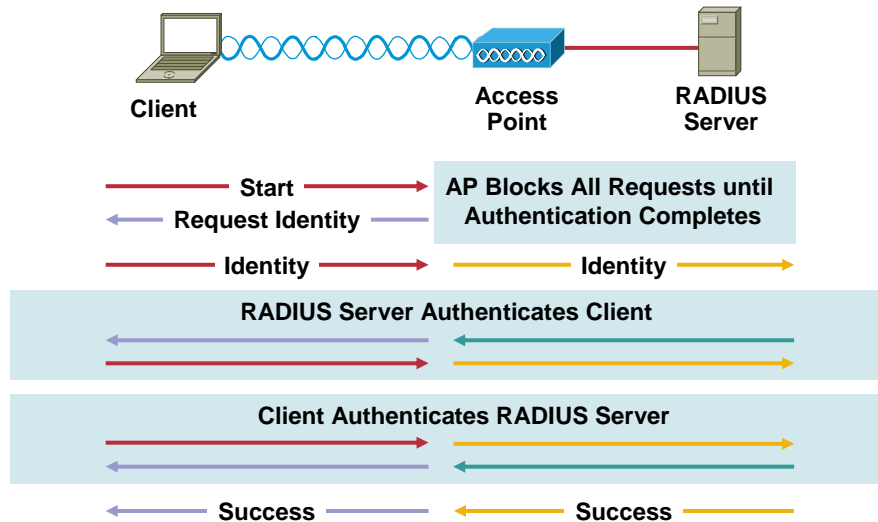 Client
Access
Point
RADIUS
Server
Start
AP Blocks All Requests until
Authentication Completes
Request Identity
Identity
Identity
RADIUS Server Authenticates Client
Client Authenticates RADIUS Server
Success
Success